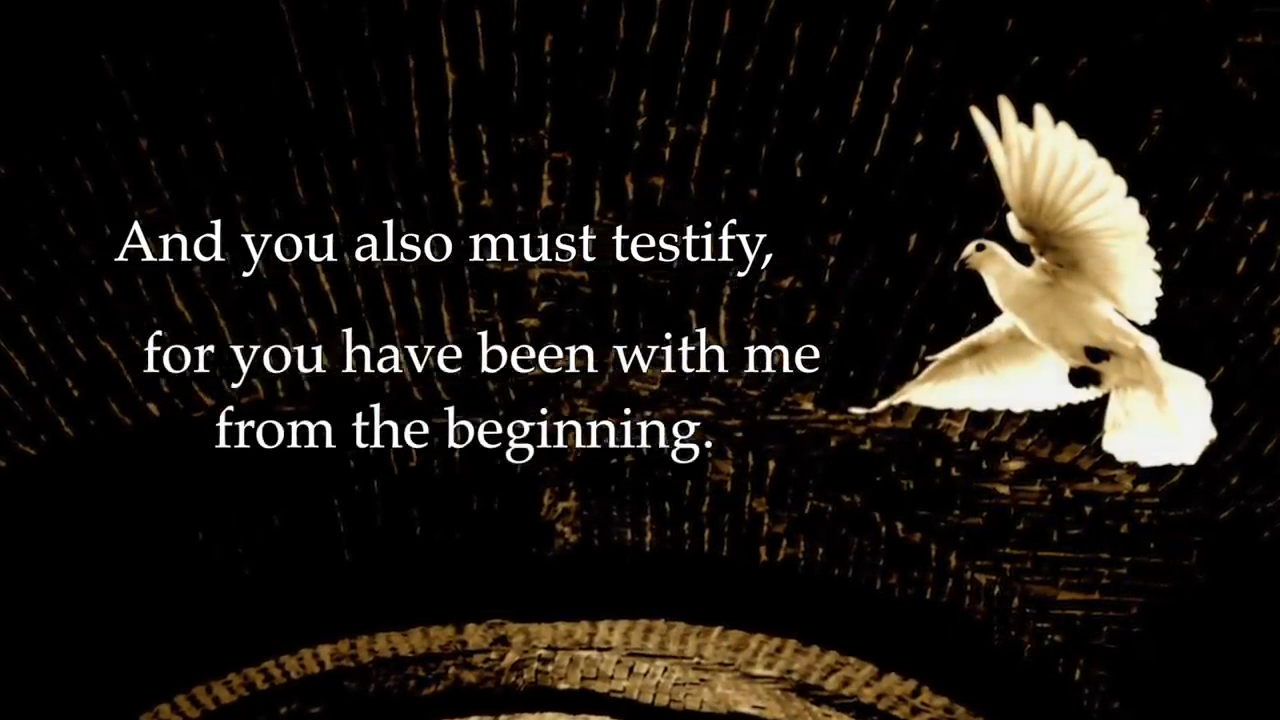 And you also must testify,
for you have been with me
from the beginning.